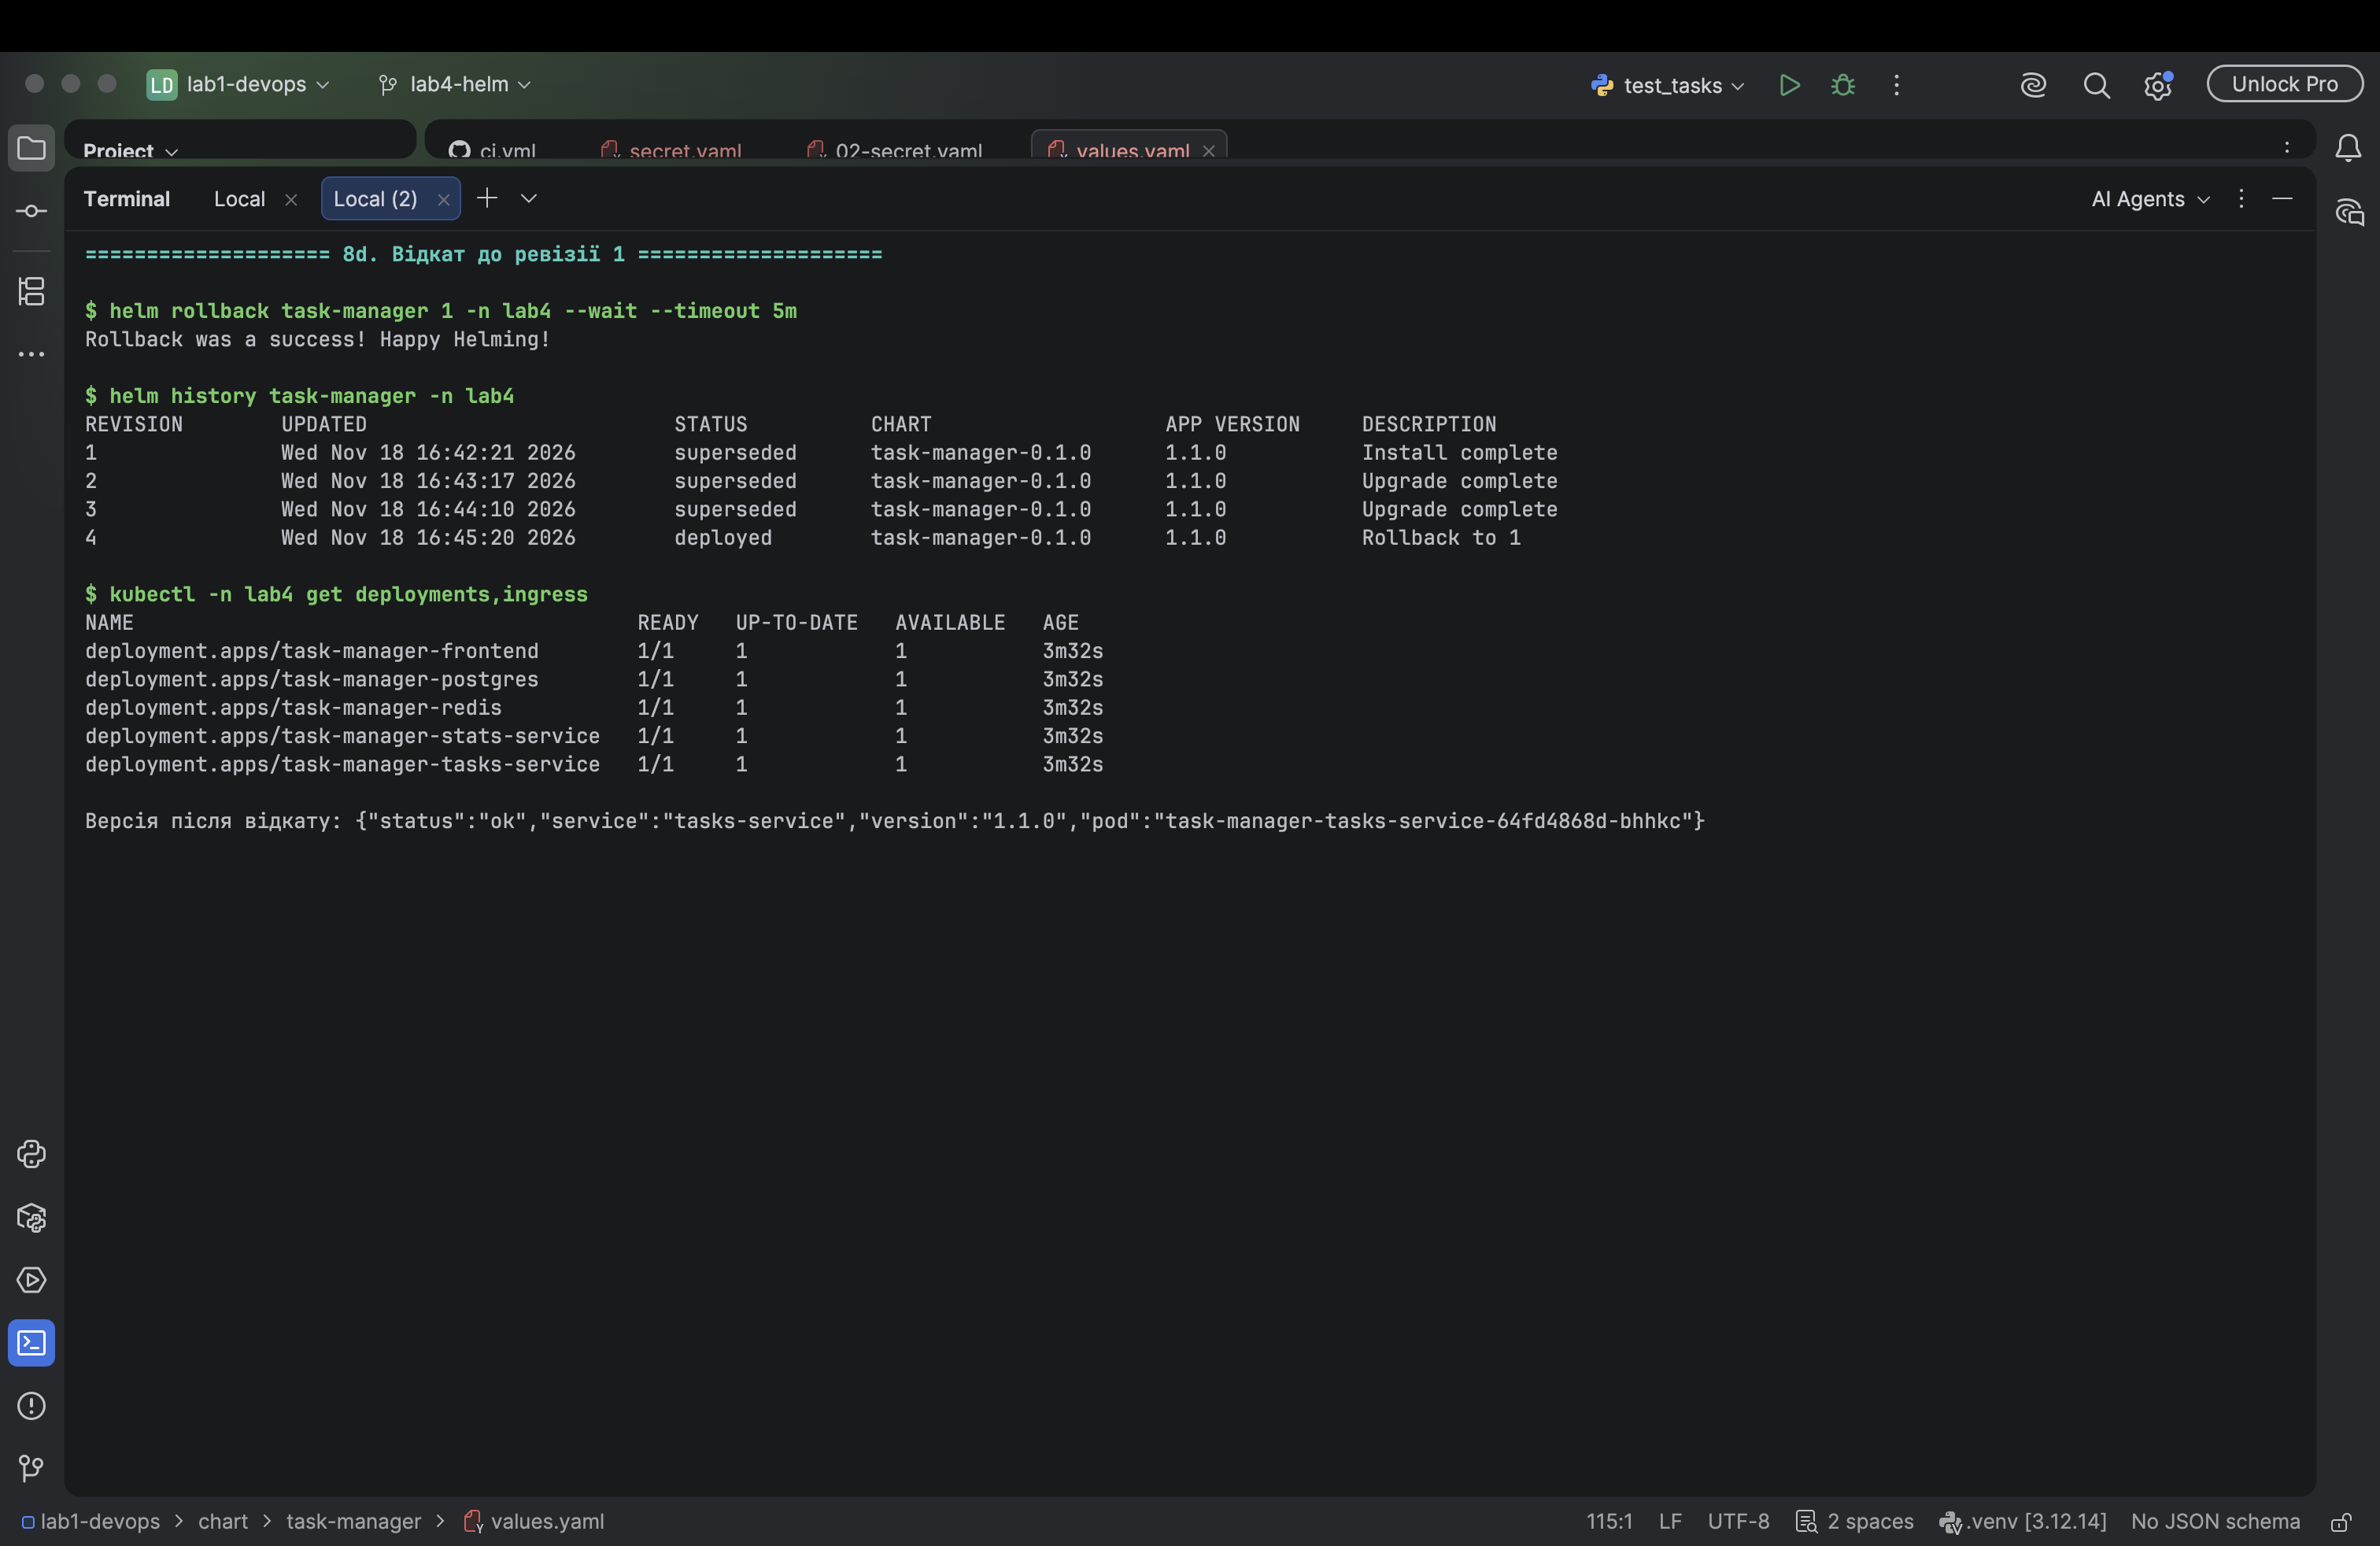 LD lab1-devops lab4-helm test_tasks Unlock Pro
Project ci.yml secret.yaml 02-secret.yaml values.yaml
Terminal Local Local (2) AI Agents
==================== 8d. Відкат до ревізії 1 ====================
$ helm rollback task-manager 1 -n lab4 --wait --timeout 5m
Rollback was a success! Happy Helming!
$ helm history task-manager -n lab4
REVISION UPDATED STATUS CHART APP VERSION DESCRIPTION
1 Wed Nov 18 16:42:21 2026 superseded task-manager-0.1.0 1.1.0 Install complete
2 Wed Nov 18 16:43:17 2026 superseded task-manager-0.1.0 1.1.0 Upgrade complete
3 Wed Nov 18 16:44:10 2026 superseded task-manager-0.1.0 1.1.0 Upgrade complete
4 Wed Nov 18 16:45:20 2026 deployed task-manager-0.1.0 1.1.0 Rollback to 1
$ kubectl -n lab4 get deployments,ingress
NAME READY UP-TO-DATE AVAILABLE AGE
deployment.apps/task-manager-frontend 1/1 1 1 3m32s
deployment.apps/task-manager-postgres 1/1 1 1 3m32s
deployment.apps/task-manager-redis 1/1 1 1 3m32s
deployment.apps/task-manager-stats-service 1/1 1 1 3m32s
deployment.apps/task-manager-tasks-service 1/1 1 1 3m32s
Версія після відкату: {"status":"ok","service":"tasks-service","version":"1.1.0","pod":"task-manager-tasks-service-64fd4868d-bhhkc"}
lab1-devops > chart > task-manager > values.yaml 115:1 LF UTF-8 2 spaces .venv [3.12.14] No JSON schema